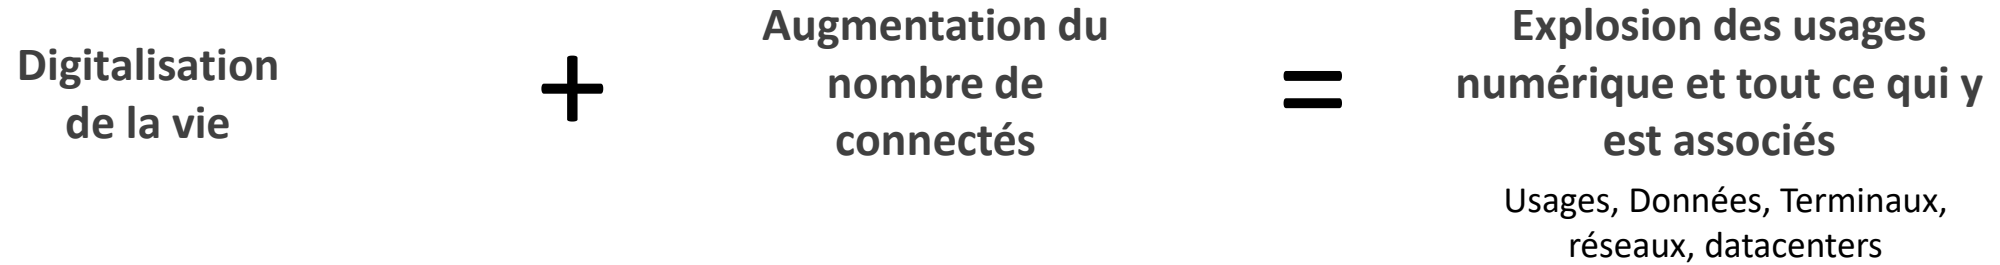 Digitalisation
de la vie
+
Augmentation du
nombre de
connectés
=
Explosion des usages
numérique et tout ce qui y
est associés
Usages, Données, Terminaux,
réseaux, datacenters